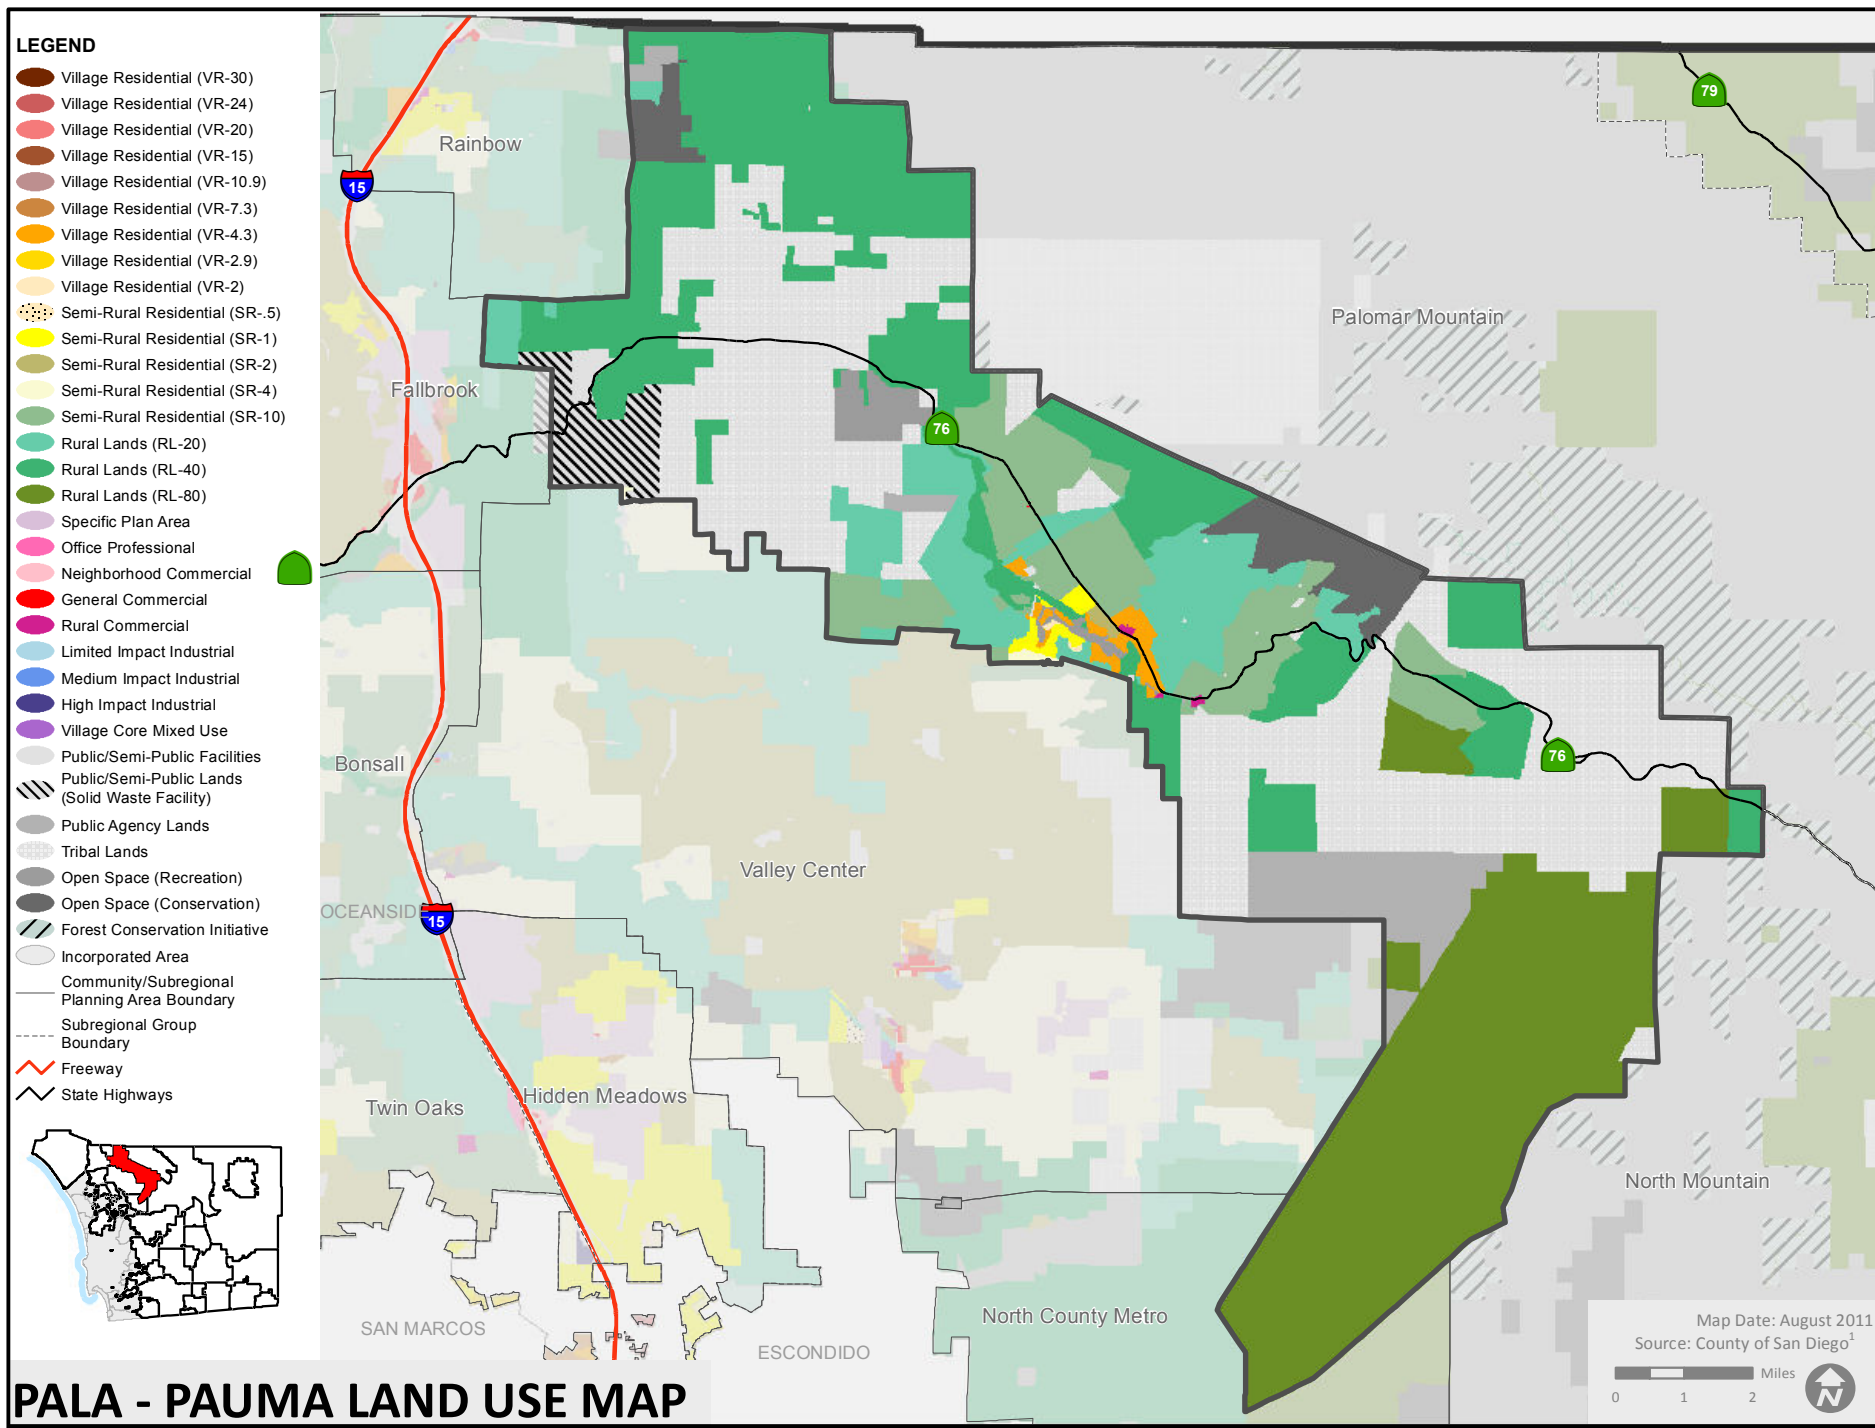 LEGEND
Village Residential (VR-30)
Village Residential (VR-24)
Village Residential (VR-20)
Village Residential (VR-15)
Village Residential (VR-10.9)
Village Residential (VR-7.3)
Village Residential (VR-4.3)
Village Residential (VR-2.9)
Village Residential (VR-2)
Semi-Rural Residential (SR-.5)
Semi-Rural Residential (SR-1)
Semi-Rural Residential (SR-2)
Semi-Rural Residential (SR-4)
Semi-Rural Residential (SR-10)
Rural Lands (RL-20)
Rural Lands (RL-40)
Rural Lands (RL-80)
Specific Plan Area
Office Professional
Neighborhood Commercial
General Commercial
Rural Commercial
Limited Impact Industrial
Medium Impact Industrial
High Impact Industrial
Village Core Mixed Use
Public/Semi-Public Facilities
Public/Semi-Public Lands
(Solid Waste Facility)
Public Agency Lands
Tribal Lands
Open Space (Recreation)
Open Space (Conservation)
Forest Conservation Initiative
Incorporated Area
Community/Subregional
Planning Area Boundary
Subregional Group
Boundary
Freeway
State Highways
79
Rainbow
15
Palomar Mountain
Fallbrook
76
76
Bonsall
Valley Center
OCEANSID
15
Twin Oaks
Hidden Meadows
North Mountain
North County Metro
SAN MARCOS
ESCONDIDO
Map Date: August 2011
Source: County of San Diego1
Miles
0 1 2
N
PALA - PAUMA LAND USE MAP